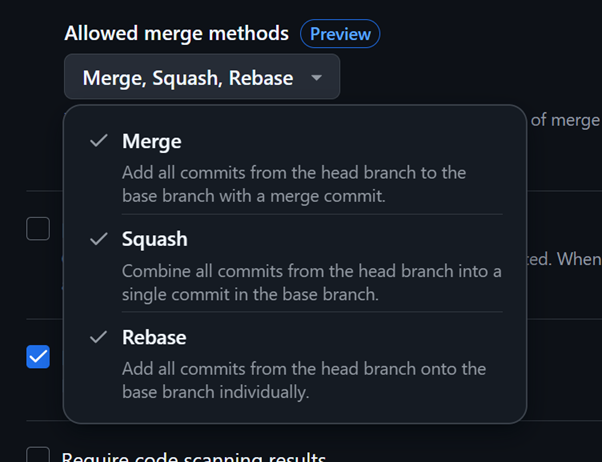 Allowed merge methods Preview
Merge, Squash, Rebase
of merge
Merge
Add all commits from the head branch to the
base branch with a merge commit.
Squash
ted. When
Combine all commits from the head branch into a
single commit in the base branch.
Rebase
Add all commits from the head branch onto the
base branch individually.
Require code scanning results